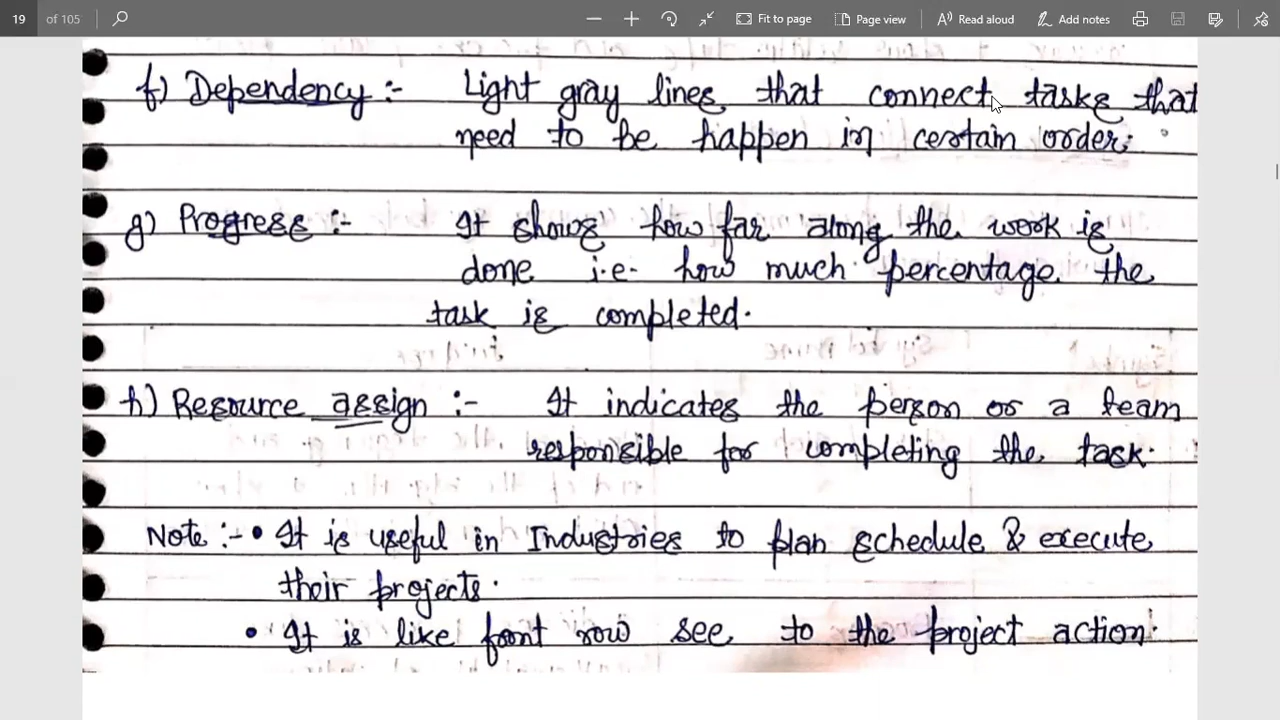 19 of 105 Fit to page Page view Read aloud Add notes
f) Dependency :- Light gray lines that connect tasks that
need to be happen in certain order.
g) Progress :- It shows how far along the work is
done i.e. how much percentage the
task is completed.
h) Resource assign :- It indicates the person or a team
responsible for completing the task.
Note :- • It is useful in Industries to plan schedule & execute
their projects.
• It is like font row see to the project action.